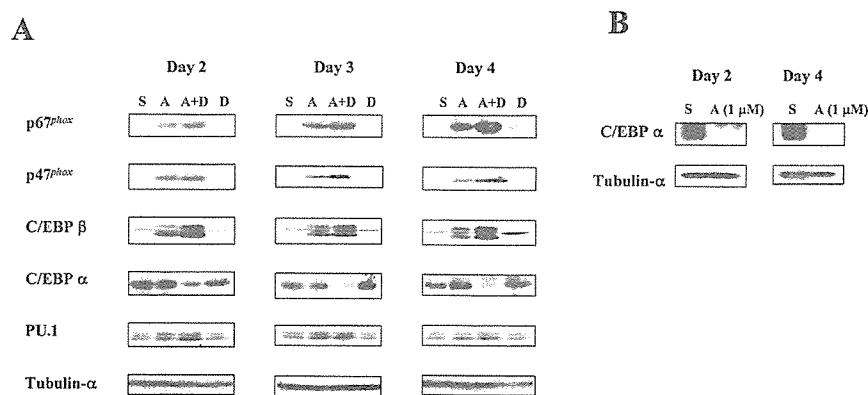 A
B
Day 2
Day 3
Day 4
Day 2
Day 4
S A A+D D
S A A+D D
S A A+D D
S A (1 μM)
S A (1 μM)
p67phox
C/EBP α
p47phox
Tubulin-α
C/EBP β
C/EBP α
PU.1
Tubulin-α